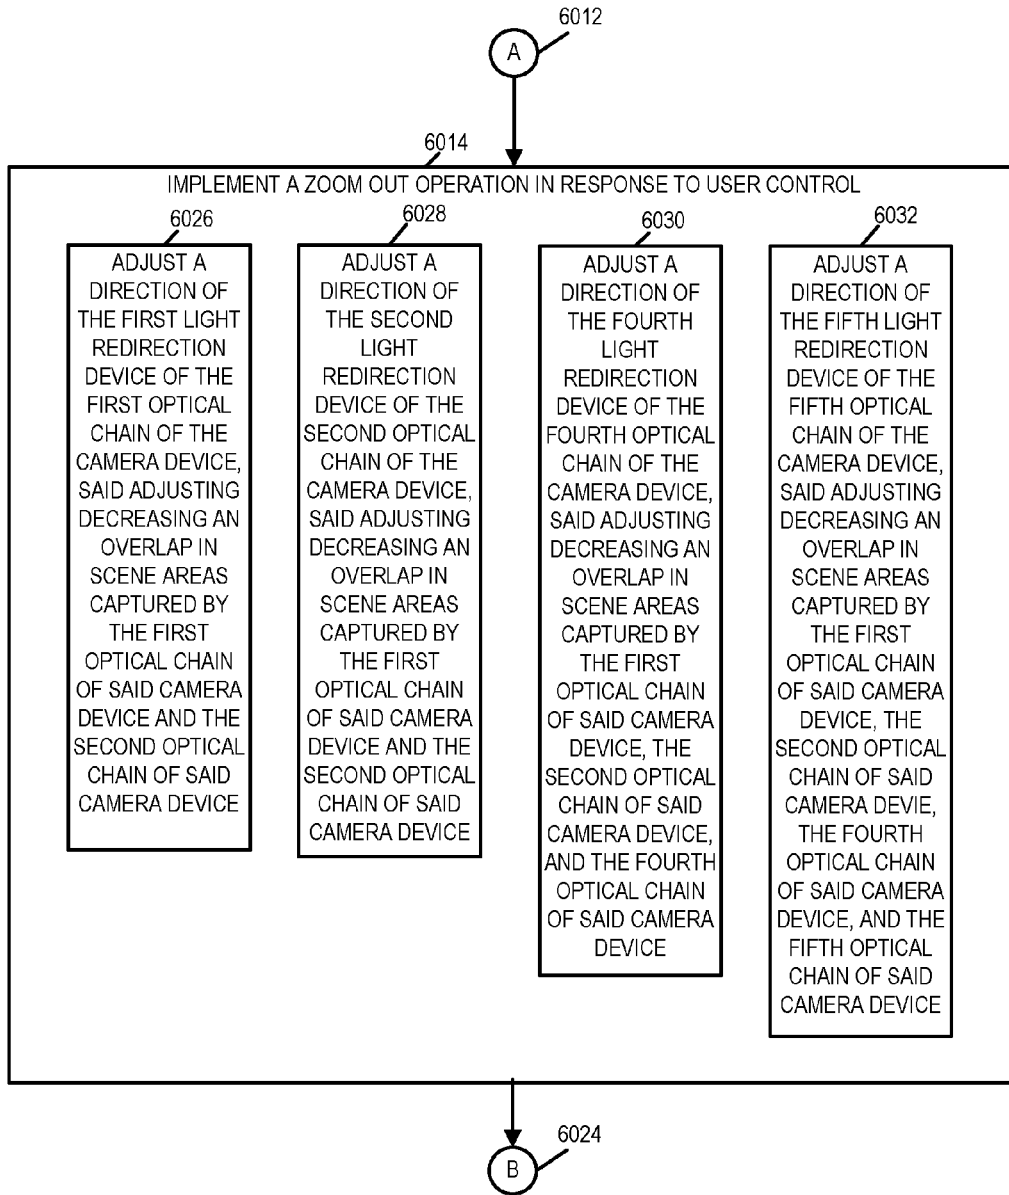 6012
A
6014
IMPLEMENT A ZOOM OUT OPERATION IN RESPONSE TO USER CONTROL
6026
ADJUST A
DIRECTION OF
THE FIRST LIGHT
REDIRECTION
DEVICE OF THE
FIRST OPTICAL
CHAIN OF THE
CAMERA DEVICE,
SAID ADJUSTING
DECREASING AN
OVERLAP IN
SCENE AREAS
CAPTURED BY
THE FIRST
OPTICAL CHAIN
OF SAID CAMERA
DEVICE AND THE
SECOND OPTICAL
CHAIN OF SAID
CAMERA DEVICE
6028
ADJUST A
DIRECTION OF
THE SECOND
LIGHT
REDIRECTION
DEVICE OF THE
SECOND OPTICAL
CHAIN OF THE
CAMERA DEVICE,
SAID ADJUSTING
DECREASING AN
OVERLAP IN
SCENE AREAS
CAPTURED BY
THE FIRST
OPTICAL CHAIN
OF SAID CAMERA
DEVICE AND THE
SECOND OPTICAL
CHAIN OF SAID
CAMERA DEVICE
6030
ADJUST A
DIRECTION OF
THE FOURTH
LIGHT
REDIRECTION
DEVICE OF THE
FOURTH OPTICAL
CHAIN OF THE
CAMERA DEVICE,
SAID ADJUSTING
DECREASING AN
OVERLAP IN
SCENE AREAS
CAPTURED BY
THE FIRST
OPTICAL CHAIN
OF SAID CAMERA
DEVICE, THE
SECOND OPTICAL
CHAIN OF SAID
CAMERA DEVICE,
AND THE FOURTH
OPTICAL CHAIN
OF SAID CAMERA
DEVICE
6032
ADJUST A
DIRECTION OF
THE FIFTH LIGHT
REDIRECTION
DEVICE OF THE
FIFTH OPTICAL
CHAIN OF THE
CAMERA DEVICE,
SAID ADJUSTING
DECREASING AN
OVERLAP IN
SCENE AREAS
CAPTURED BY
THE FIRST
OPTICAL CHAIN
OF SAID CAMERA
DEVICE, THE
SECOND OPTICAL
CHAIN OF SAID
CAMERA DEVIE,
THE FOURTH
OPTICAL CHAIN
OF SAID CAMERA
DEVICE, AND THE
FIFTH OPTICAL
CHAIN OF SAID
CAMERA DEVICE
6024
B